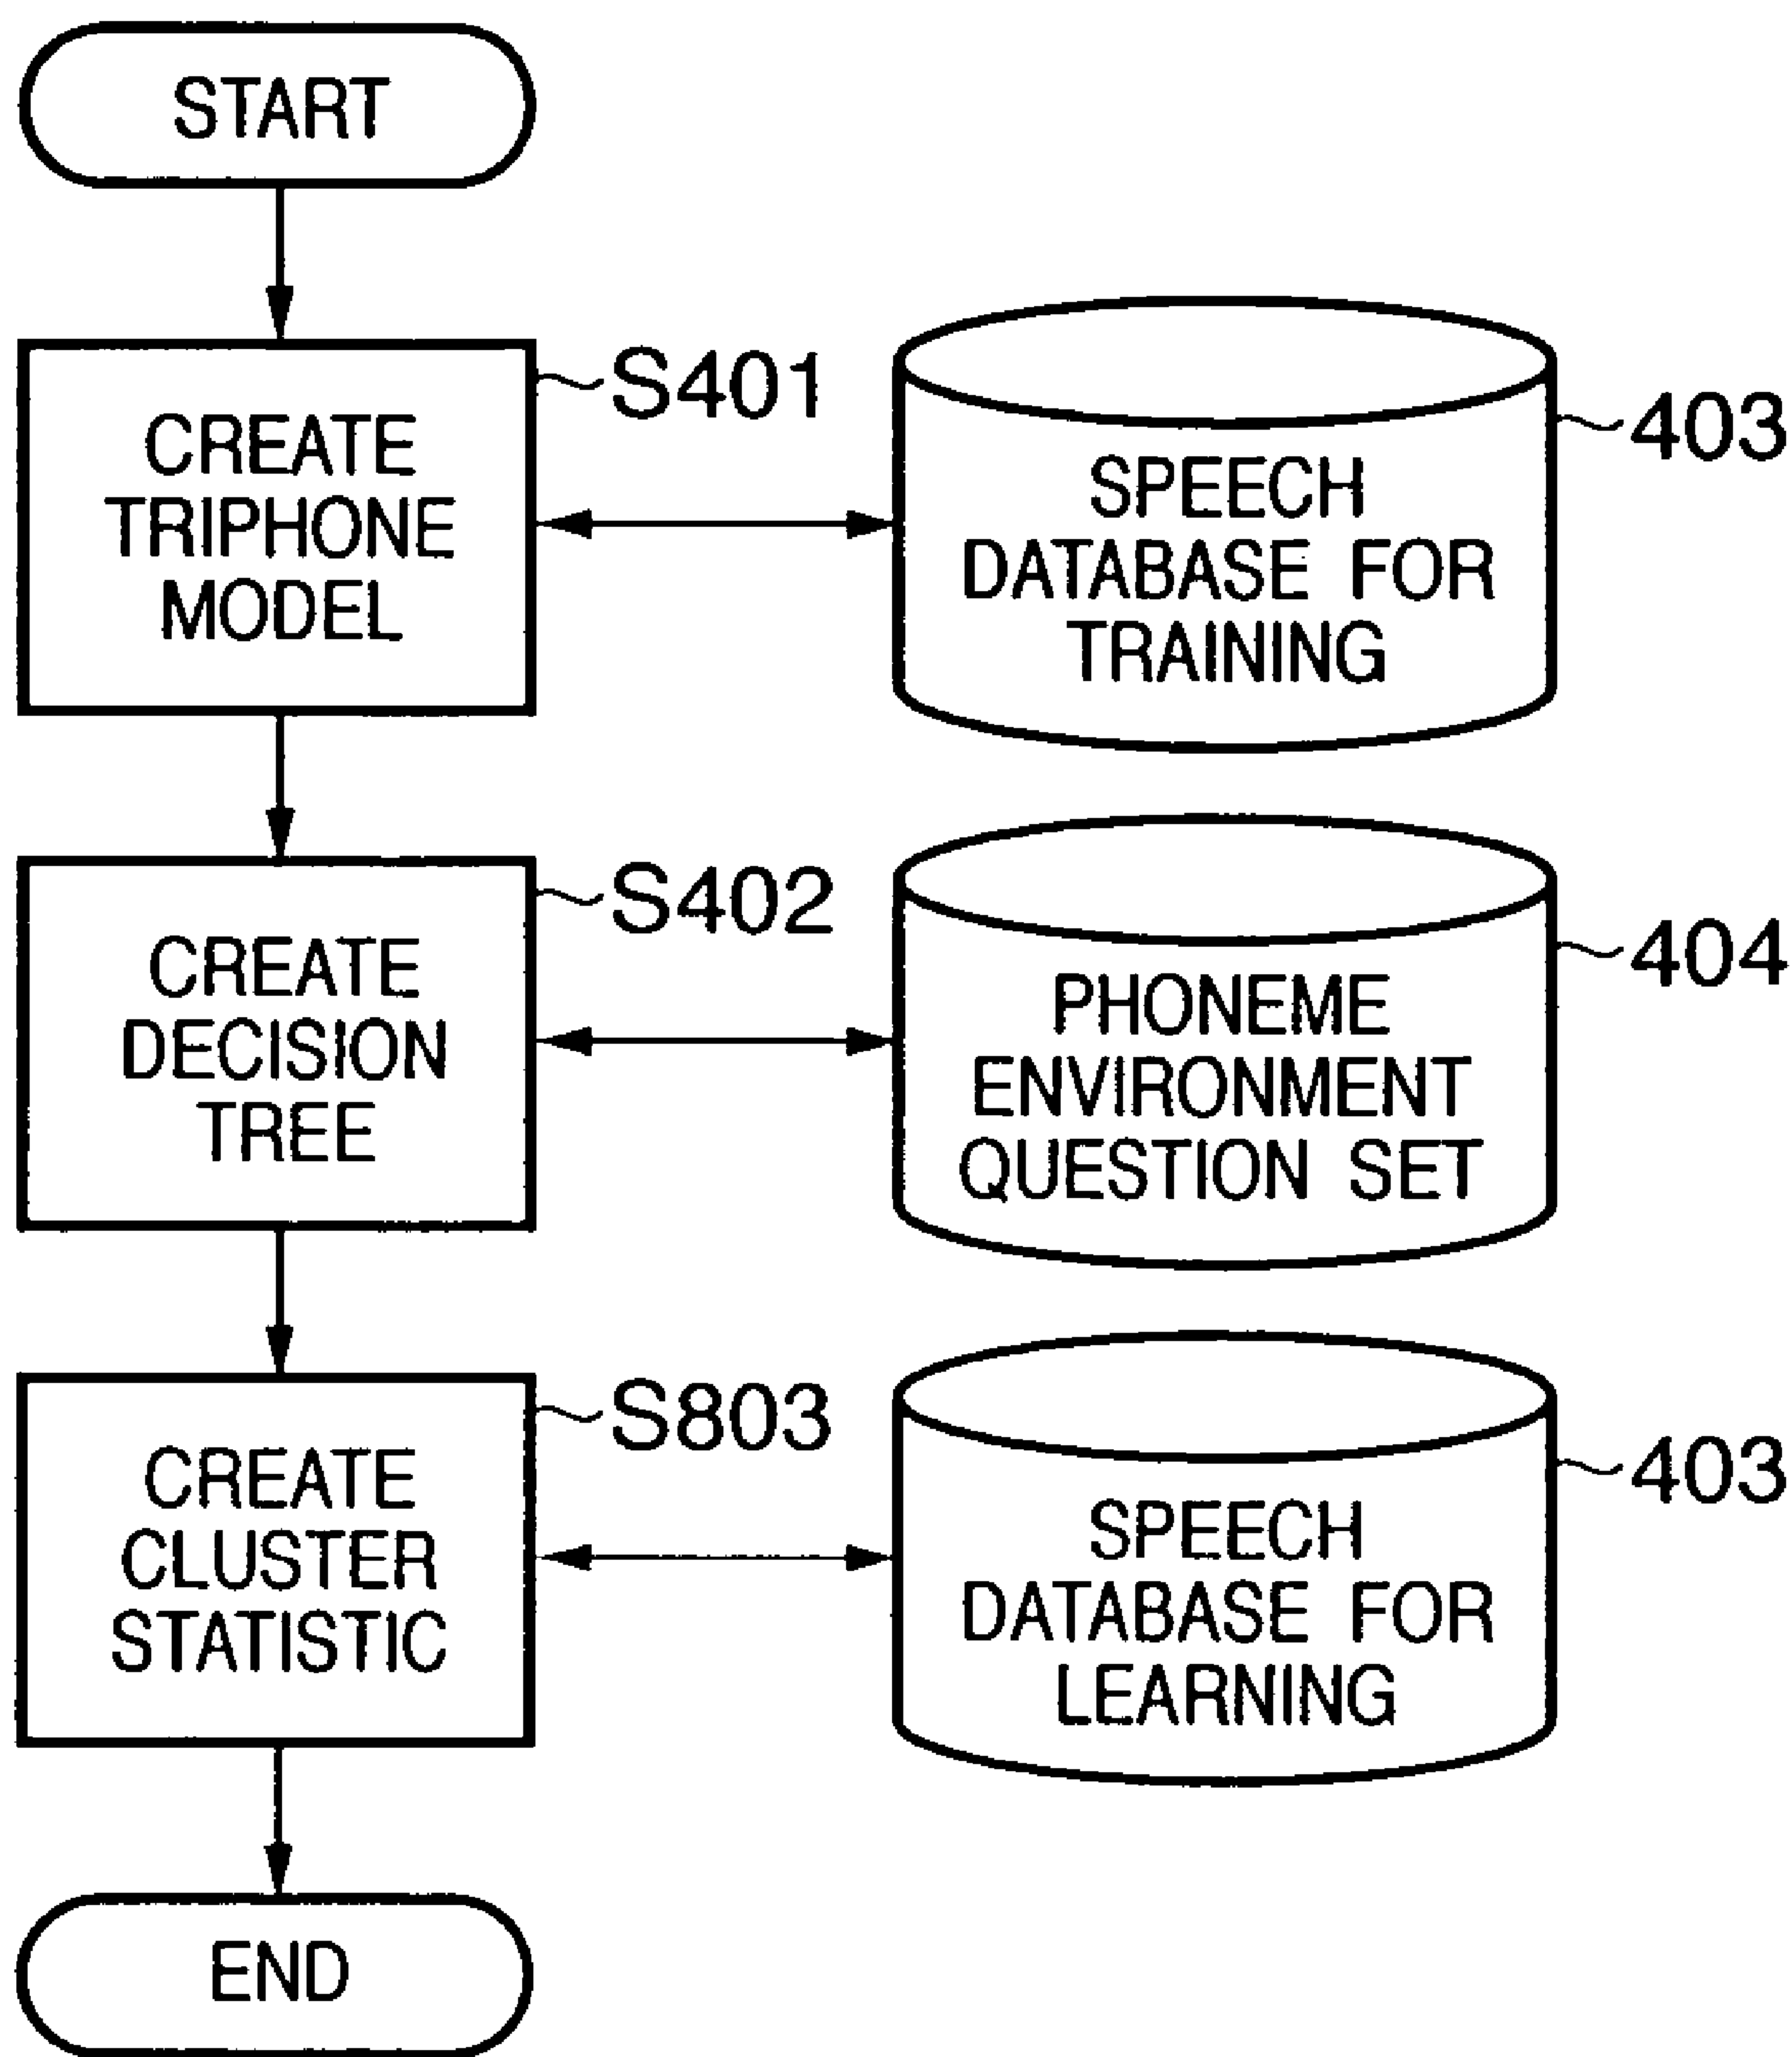 START
S401
CREATE
TRIPHONE
MODEL
403
SPEECH
DATABASE FOR
TRAINING
S402
CREATE
DECISION
TREE
404
PHONEME
ENVIRONMENT
QUESTION SET
S803
CREATE
CLUSTER
STATISTIC
403
SPEECH
DATABASE FOR
LEARNING
END